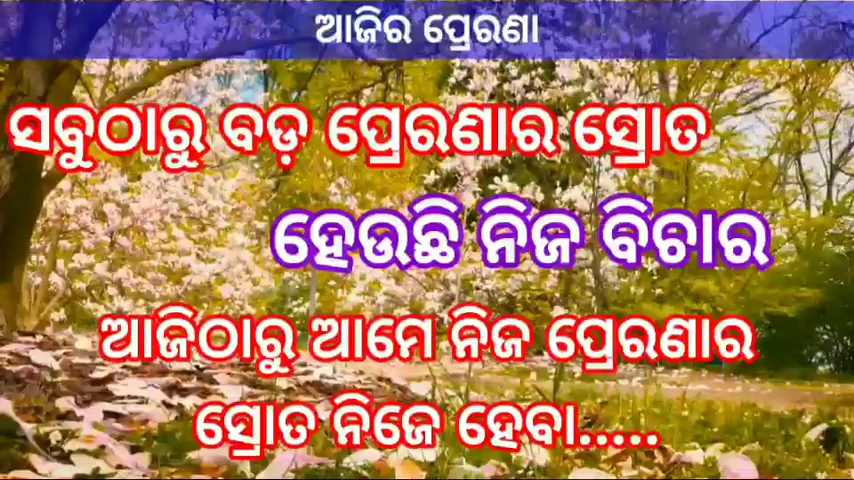 ଆଜିର ପ୍ରେରଣା
ସବୁଠାରୁ ବଡ଼ ପ୍ରେରଣାର ସ୍ରୋତ
ହେଉଛି ନିଜ ବିଚାର
ଆଜିଠାରୁ ଆମେ ନିଜ ପ୍ରେରଣାର
ସ୍ରୋତ ନିଜେ ହେବା.....